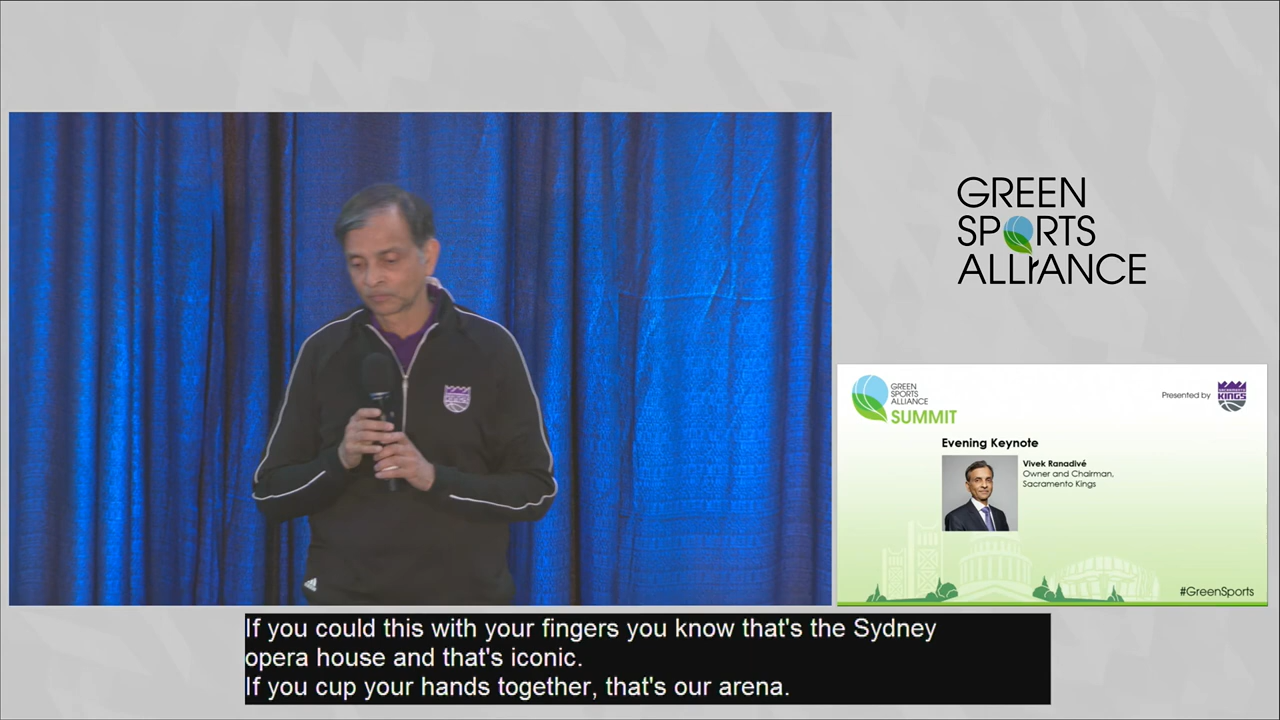 GREEN
SPORTS
ALLIANCE
GREEN
SPORTS
ALLIANCE
SUMMIT
Presented by
SACRAMENTO
KINGS
Evening Keynote
Vivek Ranadivé
Owner and Chairman,
Sacramento Kings
#GreenSports
If you could this with your fingers you know that's the Sydney
opera house and that's iconic.
If you cup your hands together, that's our arena.